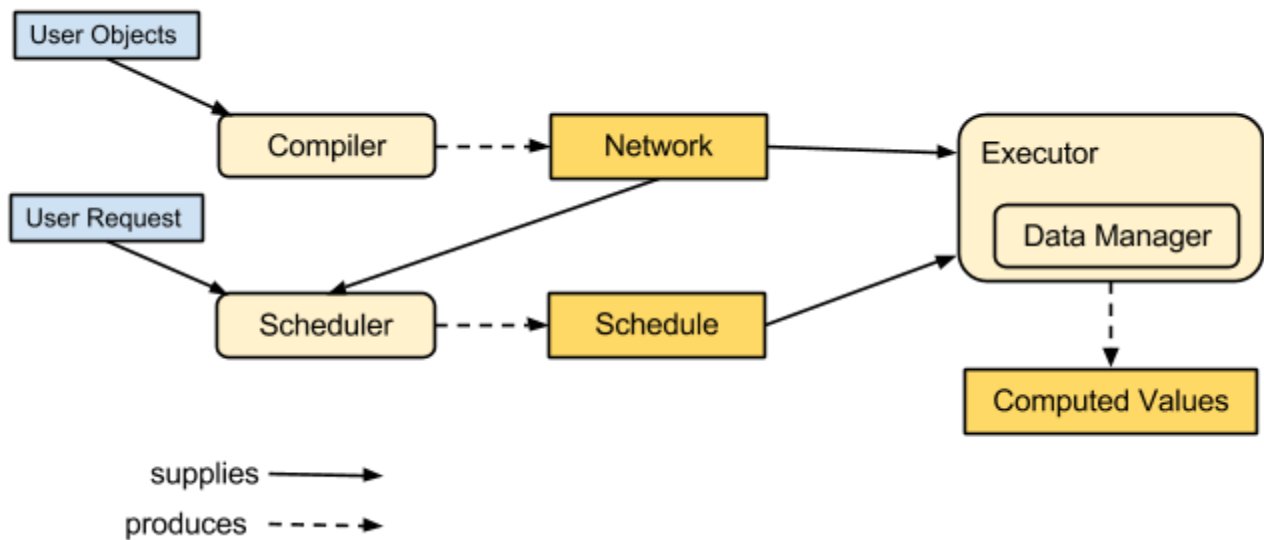 User Objects
Compiler
Network
Executor
User Request
Data Manager
Scheduler
Schedule
Computed Values
supplies
produces